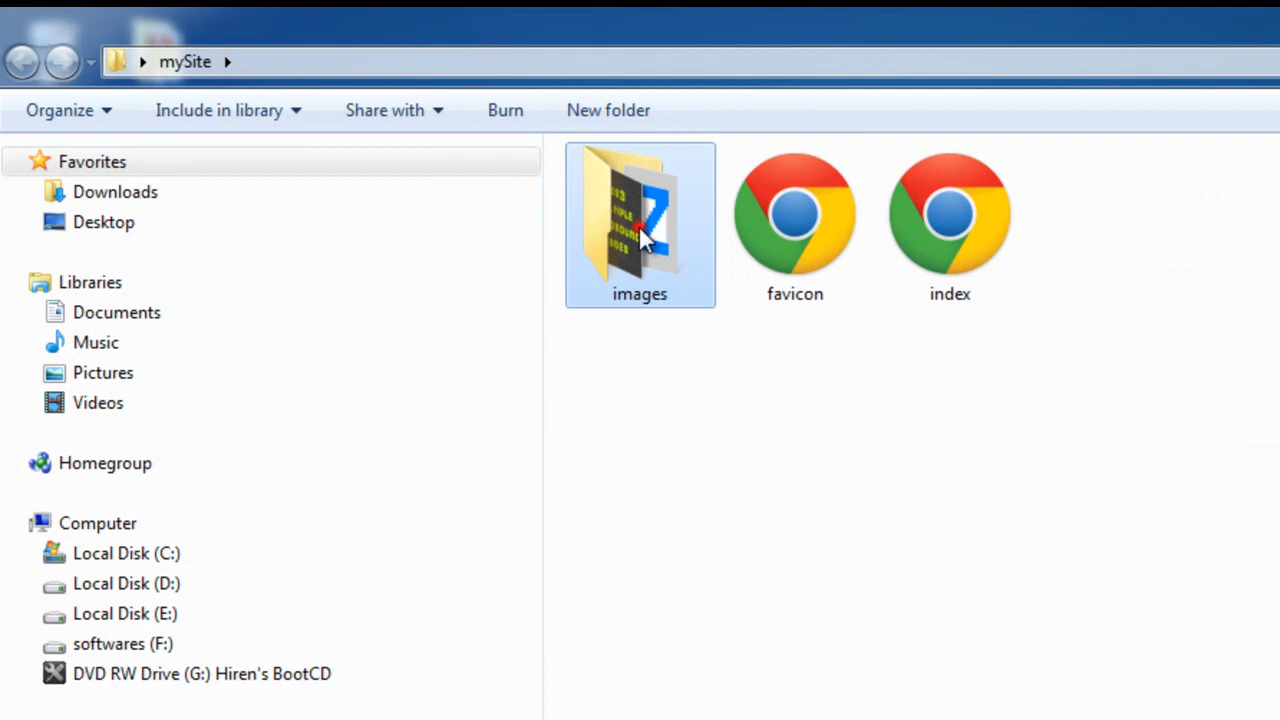 mySite
Organize
Include in library
Share with
Burn
New folder
Favorites
Downloads
Desktop
Libraries
Documents
Music
Pictures
Videos
Homegroup
Computer
Local Disk (C:)
Local Disk (D:)
Local Disk (E:)
softwares (F:)
DVD RW Drive (G:) Hiren's BootCD
images
favicon
index